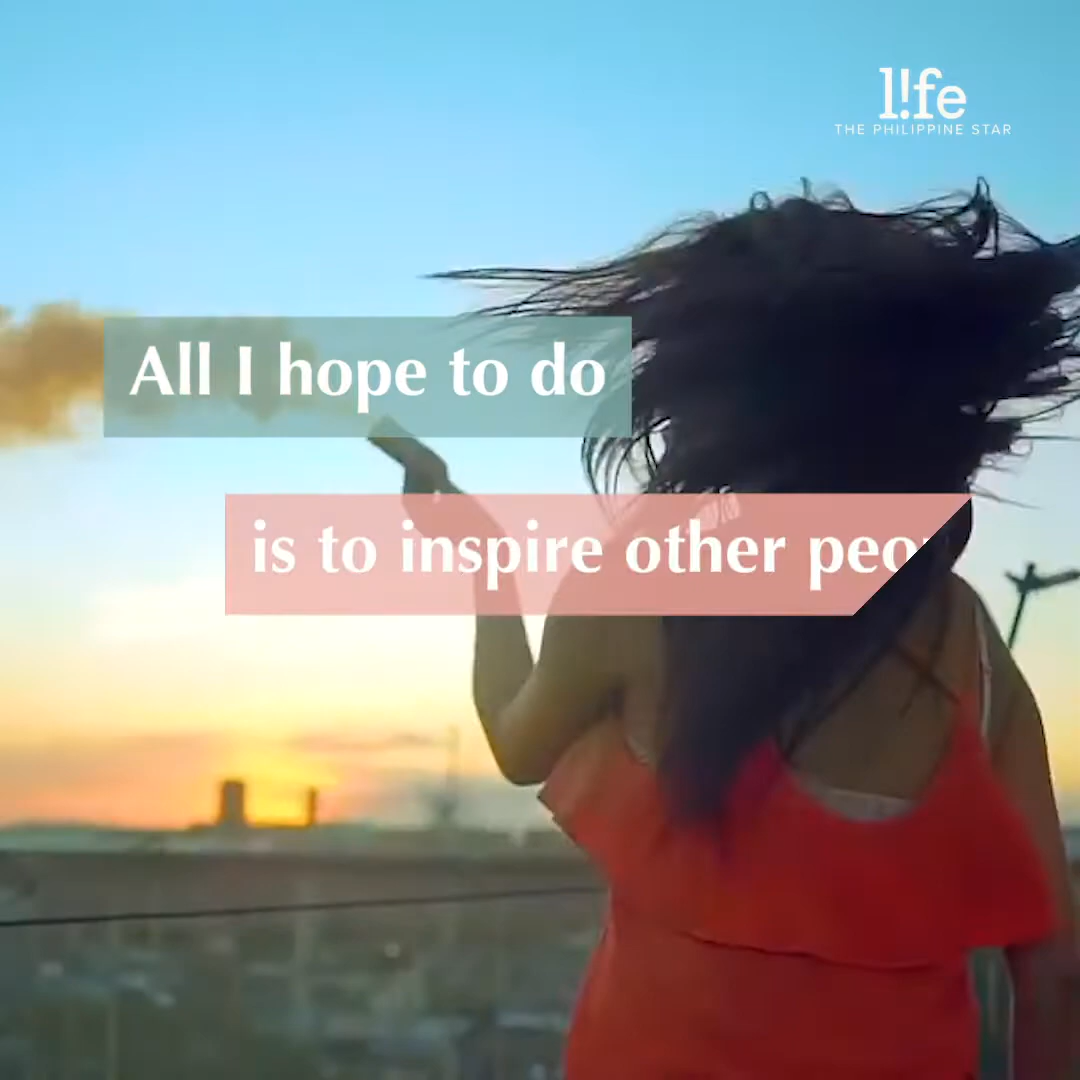 l!fe
THE PHILIPPINE STAR
All I hope to do
is to inspire other